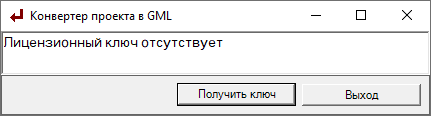 Конвертер проекта в GML
Лицензионный ключ отсутствует
Получить ключ
Выход